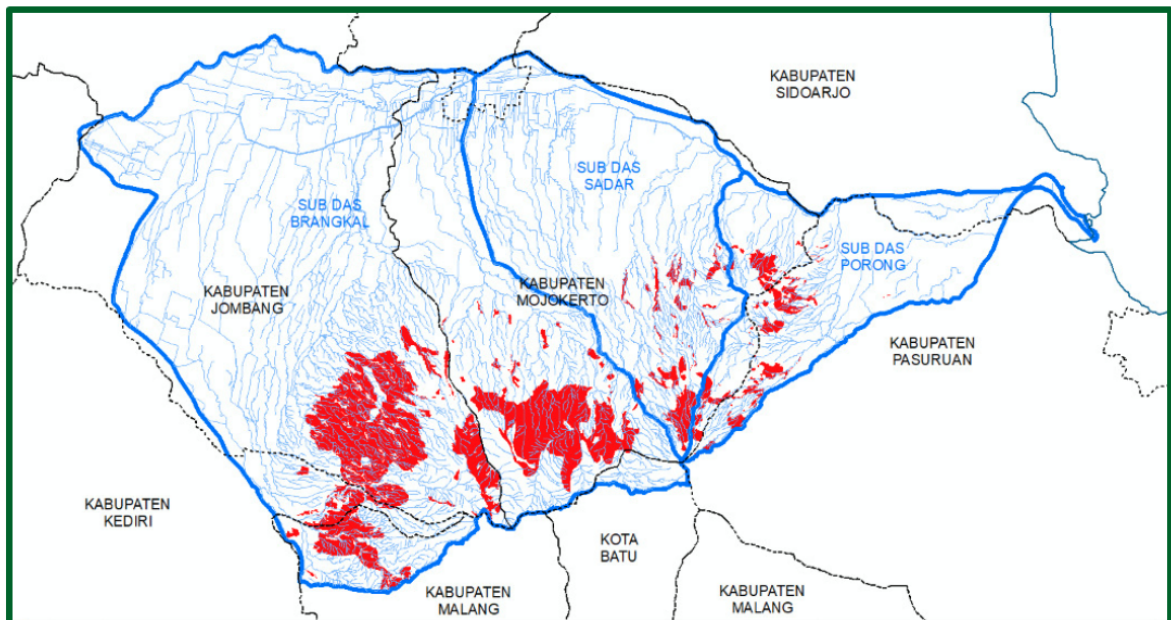 KABUPATEN
SIDOARJO
SUB DAS
SADAR
SUB DAS
BRANGKAL
SUB DAS
PORONG
KABUPATEN
JOMBANG
KABUPATEN
MOJOKERTO
KABUPATEN
PASURUAN
KABUPATEN
KEDIRI
KOTA
BATU
KABUPATEN
MALANG
KABUPATEN
MALANG